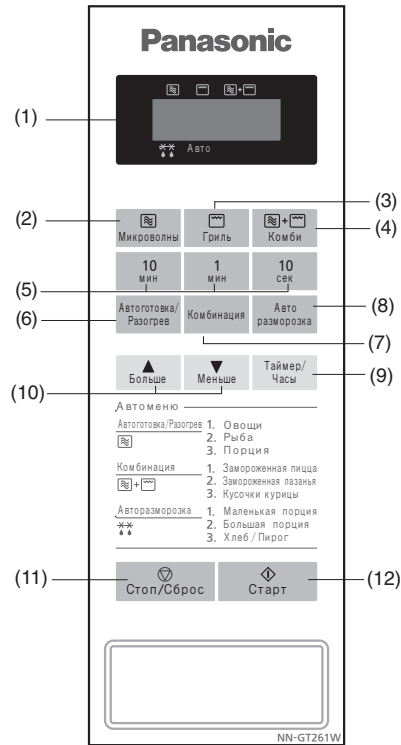 Panasonic
+
(1)
Авто
(3)
(2)
Микроволны
Гриль
+
Комби
(4)
10
мин
1
мин
10
сек
(5)
(6)
Автоготовка/
Разогрев
Комбинация
Авто
разморозка
(8)
(7)
Больше
Меньше
Таймер/
Часы
(9)
(10)
Автоменю
Автоготовка/Разогрев
1. Овощи
2. Рыба
3. Порция
Комбинация
+
1. Замороженная пицца
2. Замороженная лазанья
3. Кусочки курицы
Авторазморозка
1. Маленькая порция
2. Большая порция
3. Хлеб / Пирог
(11)
Стоп/Сброс
Старт
(12)
NN-GT261W